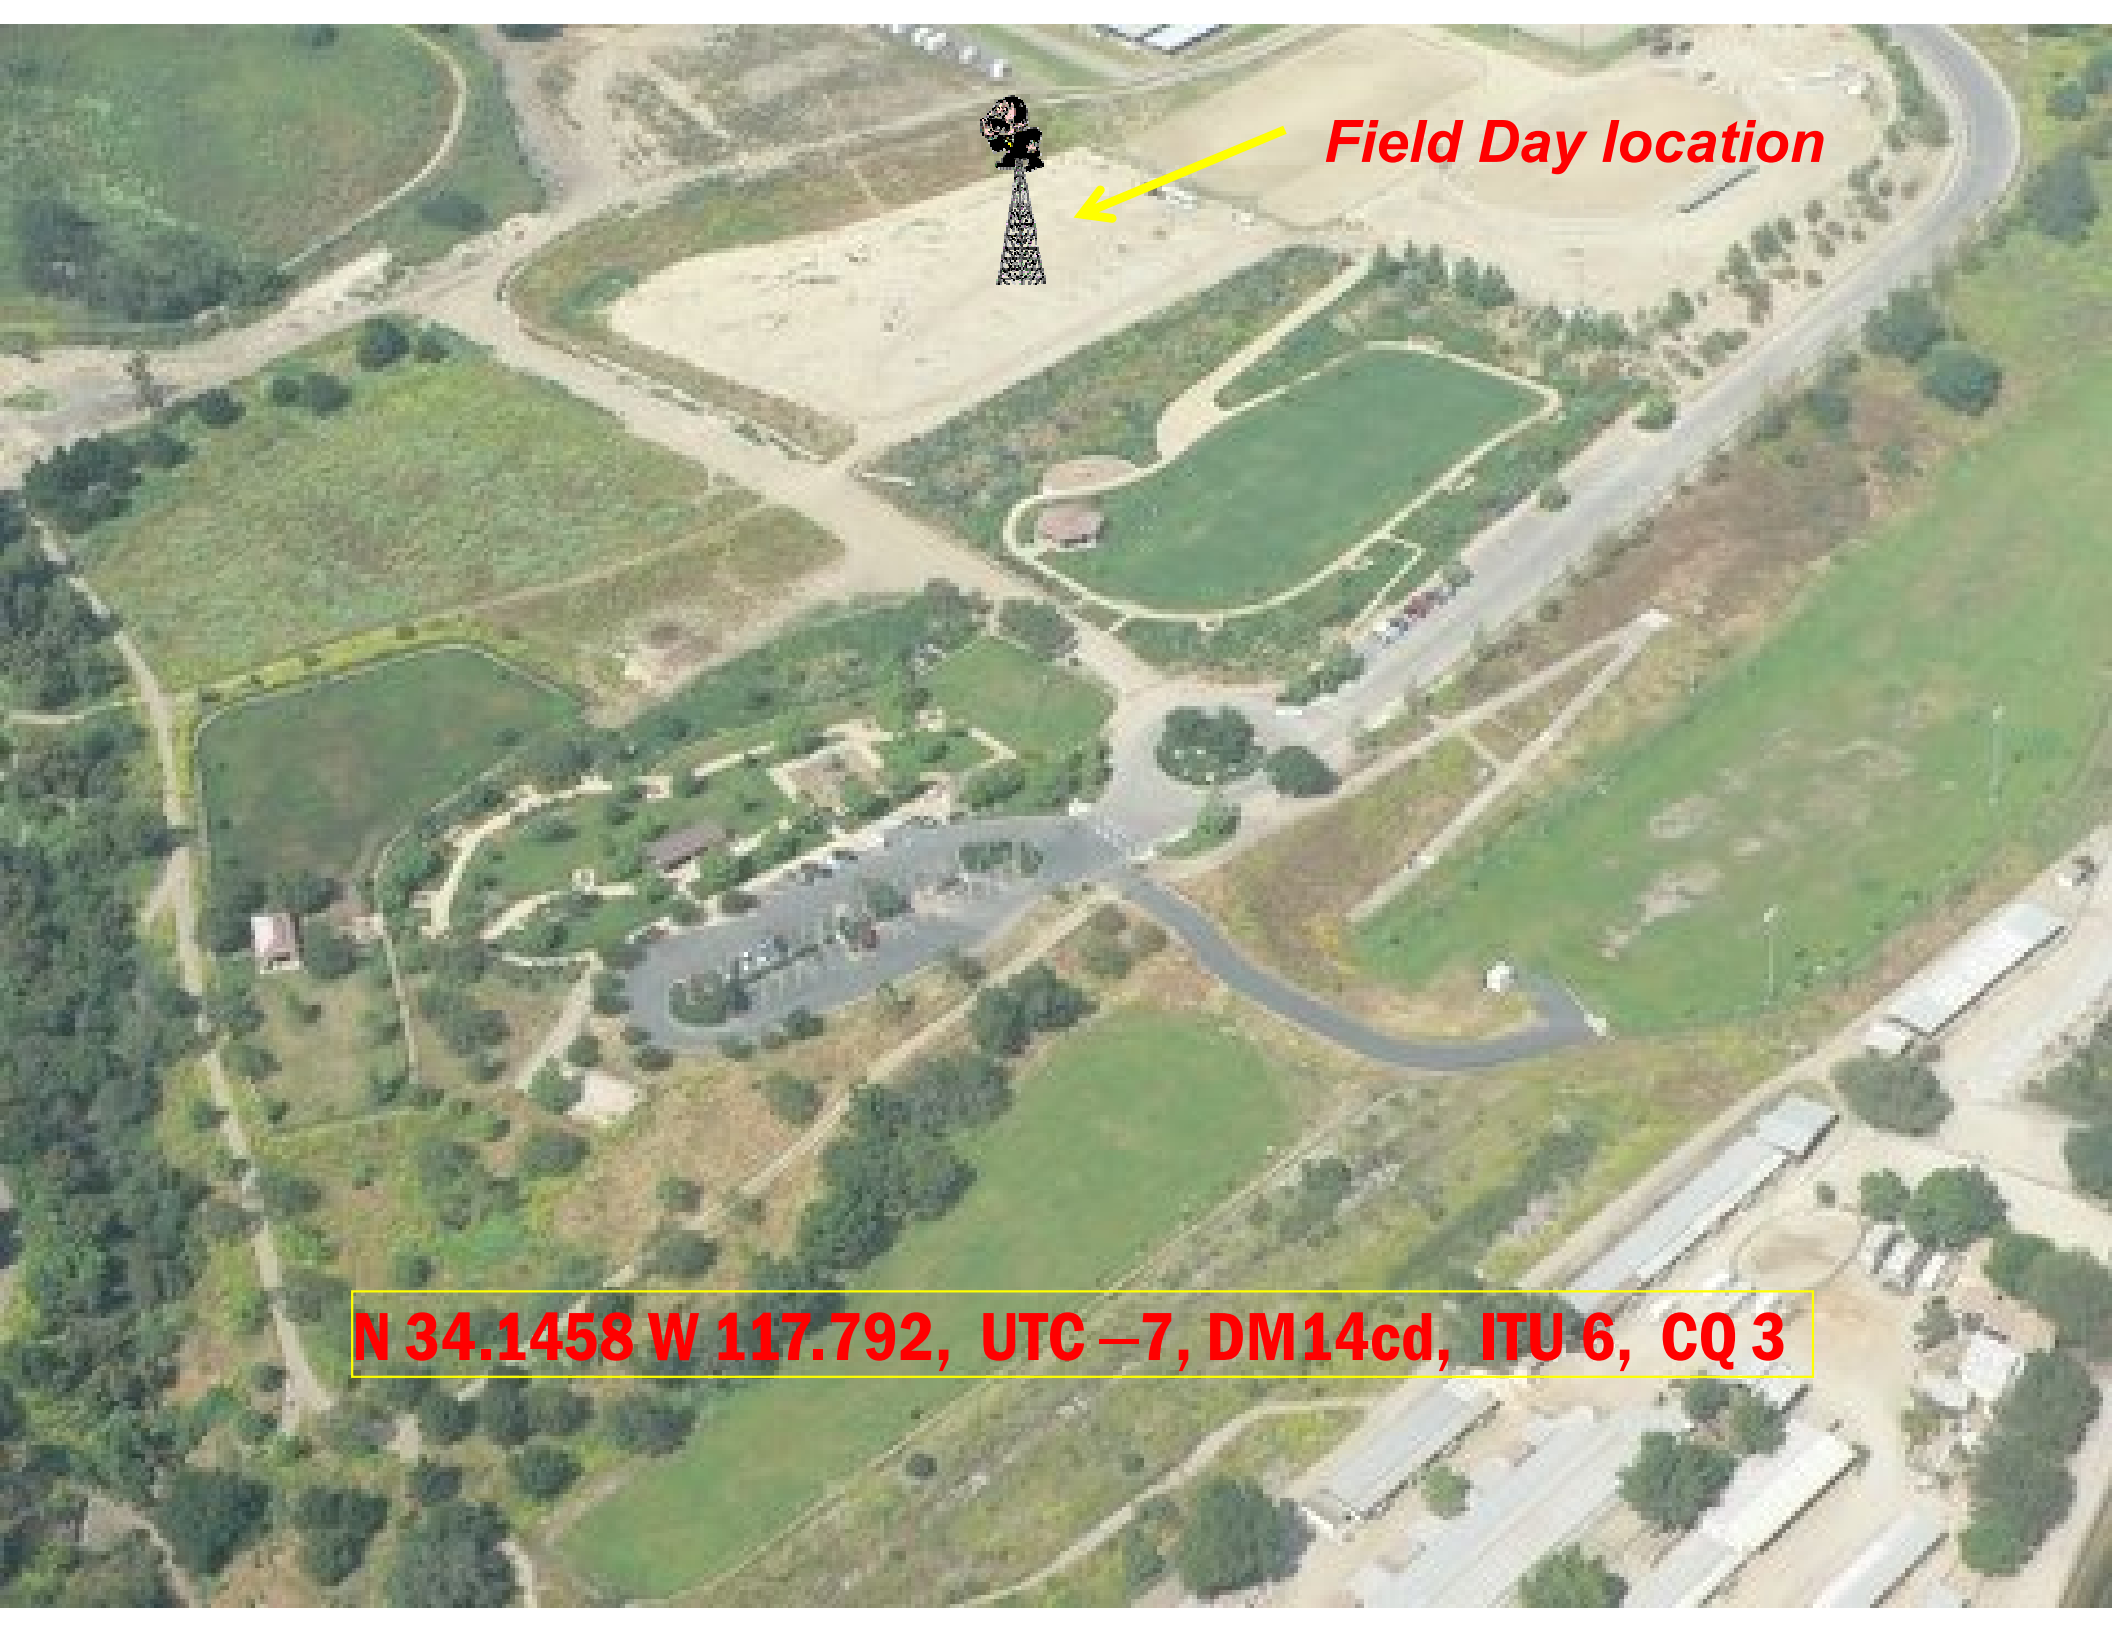 Field Day location
N 34.1458 W 117.792, UTC –7, DM14cd, ITU 6, CQ 3